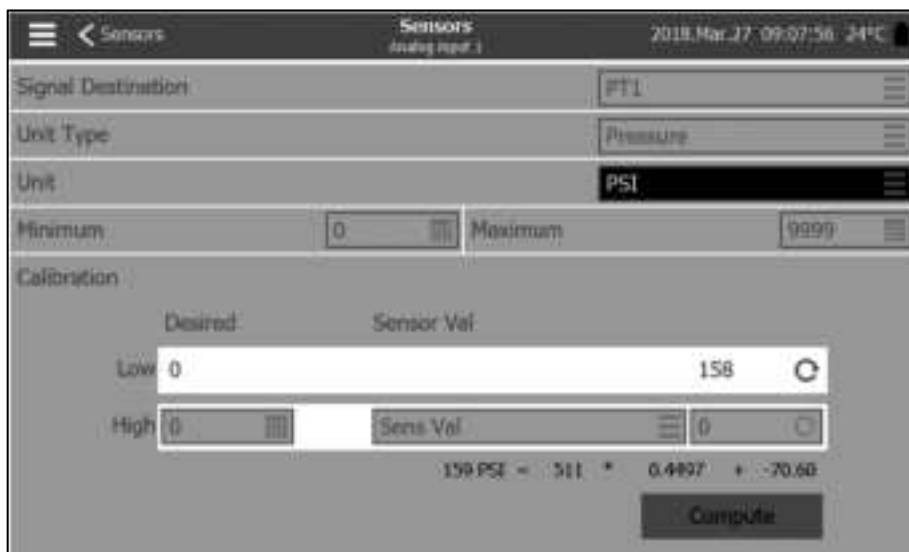 Sensors Sensors 2018.Mar.27 09:07:56 24°C
Analog input 1
Signal Destination PT1
Unit Type Pressure
Unit PSI
Minimum 0 Maximum 9999
Calibration
Desired Sensor Val
Low 0 158
High 0 Sens Val 0
159 PSI = 511 * 0.4497 + -70.60
Compute